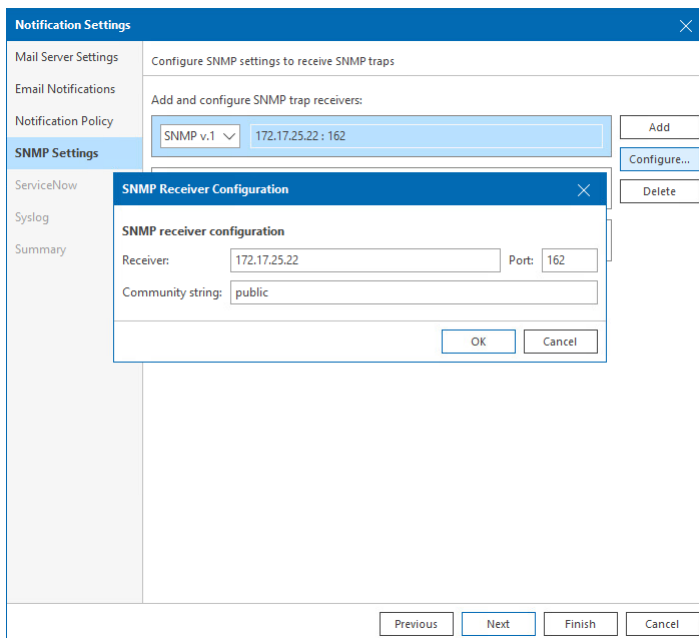 Notification Settings
Mail Server Settings
Email Notifications
Notification Policy
SNMP Settings
ServiceNow
Syslog
Summary
Configure SNMP settings to receive SNMP traps
Add and configure SNMP trap receivers:
SNMP v.1 172.17.25.22 : 162
Add
Configure...
Delete
SNMP Receiver Configuration
SNMP receiver configuration
Receiver: 172.17.25.22 Port: 162
Community string: public
OK Cancel
Previous Next Finish Cancel